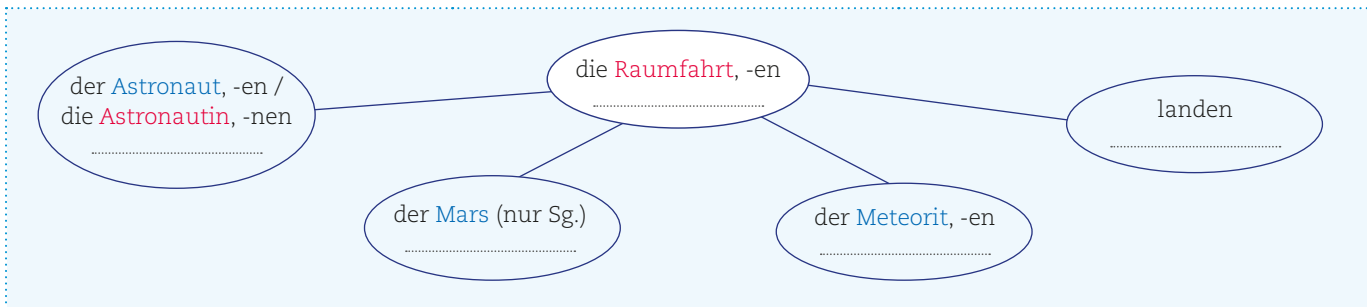 die Raumfahrt, -en
der Astronaut, -en /
die Astronautin, -nen
landen
der Mars (nur Sg.)
der Meteorit, -en